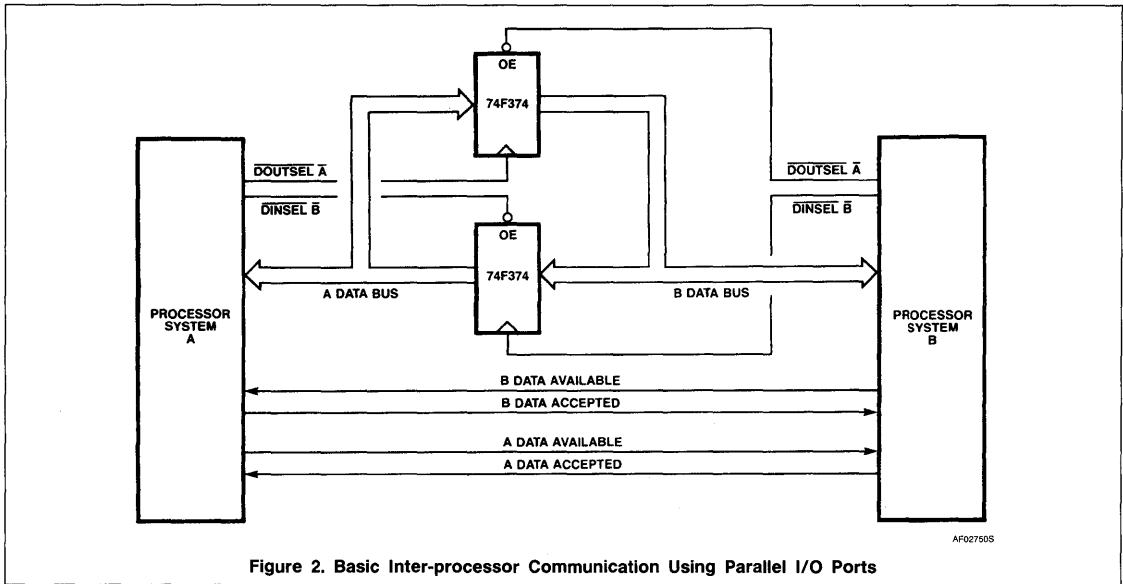 OE
74F374
DOUTSEL A
DINSEL B
DOUTSEL A
DINSEL B
OE
74F374
A DATA BUS
B DATA BUS
PROCESSOR
SYSTEM
A
PROCESSOR
SYSTEM
B
B DATA AVAILABLE
B DATA ACCEPTED
A DATA AVAILABLE
A DATA ACCEPTED
AF02750S
Figure 2. Basic Inter-processor Communication Using Parallel I/O Ports